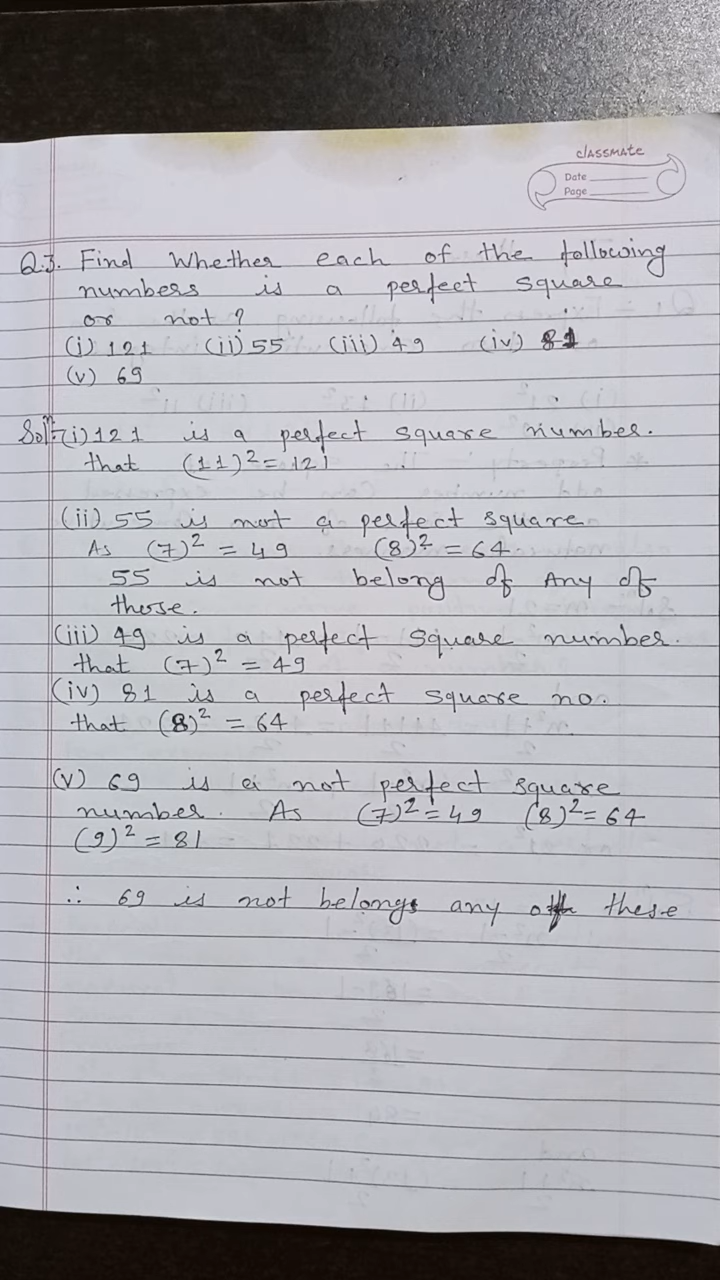 classmate
Date
Page
Q.3. Find Whether each of the following
numbers is a perfect square
or not?
(i) 121 (ii) 55 (iii) 49 (iv) 81
(v) 69
Solⁿ:-(i) 121 is a perfect square number.
that (11)² = 121
(ii) 55 is not a perfect square
As (7)² = 49 (8)² = 64.
55 is not belong of Any of
those.
(iii) 49 is a perfect square number.
that (7)² = 49
(iv) 81 is a perfect square no.
that (8)² = 64
(v) 69 is a not perfect square
number. As (7)² = 49 (8)² = 64
(9)² = 81
∴ 69 is not belongs any of these